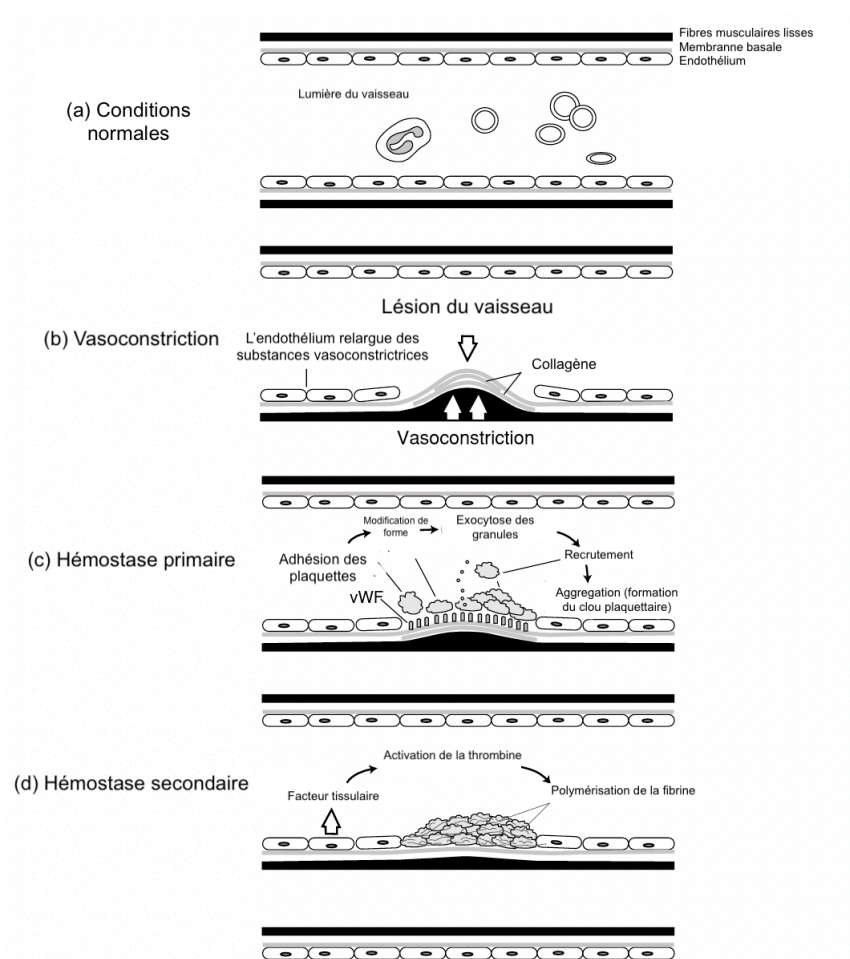 Fibres musculaires lisses
Membranne basale
Endothélium
(a) Conditions
normales
Lumière du vaisseau
Lésion du vaisseau
(b) Vasoconstriction
L'endothélium relargue des
substances vasoconstrictrices
Collagène
Vasoconstriction
(c) Hémostase primaire
Adhésion des
plaquettes
Modification de
forme
Exocytose des
granules
Recrutement
Aggregation (formation
du clou plaquettaire)
vWF
(d) Hémostase secondaire
Facteur tissulaire
Activation de la thrombine
Polymérisation de la fibrine